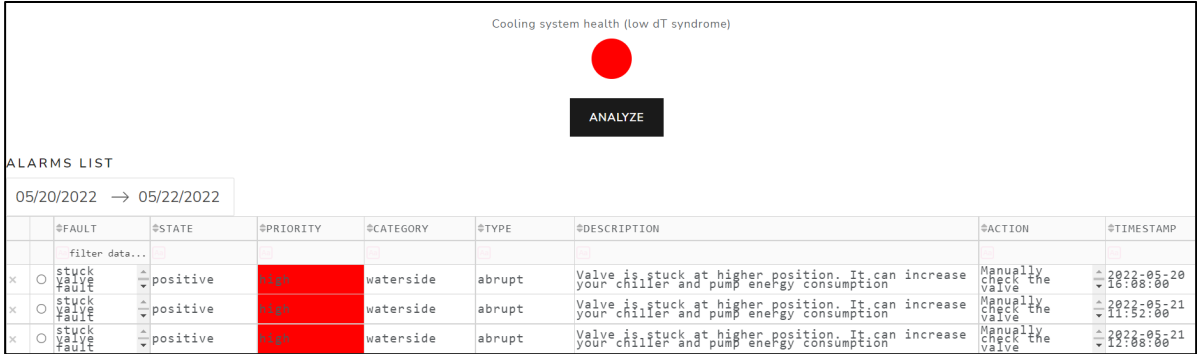 Cooling system health (low dT syndrome)
ANALYZE
ALARMS LIST
05/20/2022 → 05/22/2022
FAULT STATE PRIORITY CATEGORY TYPE DESCRIPTION ACTION TIMESTAMP
filter data...
stuck valve fault positive high waterside abrupt Valve is stuck at higher position. It can increase your chiller and pump energy consumption Manually check the valve 2022-05-20 16:08:00
stuck valve fault positive high waterside abrupt Valve is stuck at higher position. It can increase your chiller and pump energy consumption Manually check the valve 2022-05-21 11:52:00
stuck valve fault positive high waterside abrupt Valve is stuck at higher position. It can increase your chiller and pump energy consumption Manually check the valve 2022-05-21 12:08:00